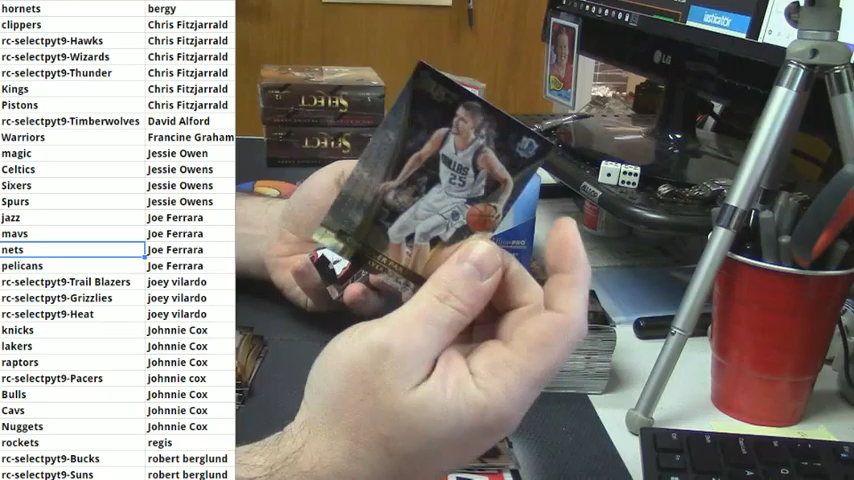 hornets bergy
clippers Chris Fitzjarrald
rc-selectpyt9-Hawks Chris Fitzjarrald
rc-selectpyt9-Wizards Chris Fitzjarrald
rc-selectpyt9-Thunder Chris Fitzjarrald
Kings Chris Fitzjarrald
Pistons Chris Fitzjarrald
rc-selectpyt9-Timberwolves David Alford
Warriors Francine Graham
magic Jessie Owen
Celtics Jessie Owens
Sixers Jessie Owens
Spurs Jessie Owens
jazz Joe Ferrara
mavs Joe Ferrara
nets Joe Ferrara
pelicans Joe Ferrara
rc-selectpyt9-Trail Blazers joey vilardo
rc-selectpyt9-Grizzlies joey vilardo
rc-selectpyt9-Heat joey vilardo
knicks Johnnie Cox
lakers Johnnie Cox
raptors Johnnie Cox
rc-selectpyt9-Pacers johnnie cox
Bulls Johnnie Cox
Cavs Johnnie Cox
Nuggets Johnnie Cox
rockets regis
rc-selectpyt9-Bucks robert berglund
rc-selectpyt9-Suns robert berglund
SELECT
SELECT
DALLAS
25
LG